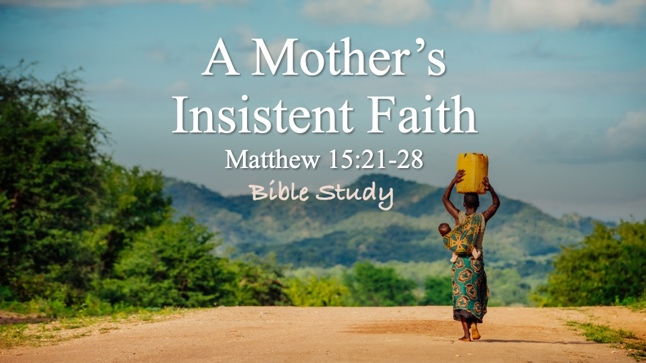 A Mother’s
Insistent Faith
Matthew 15:21-28
Bible Study